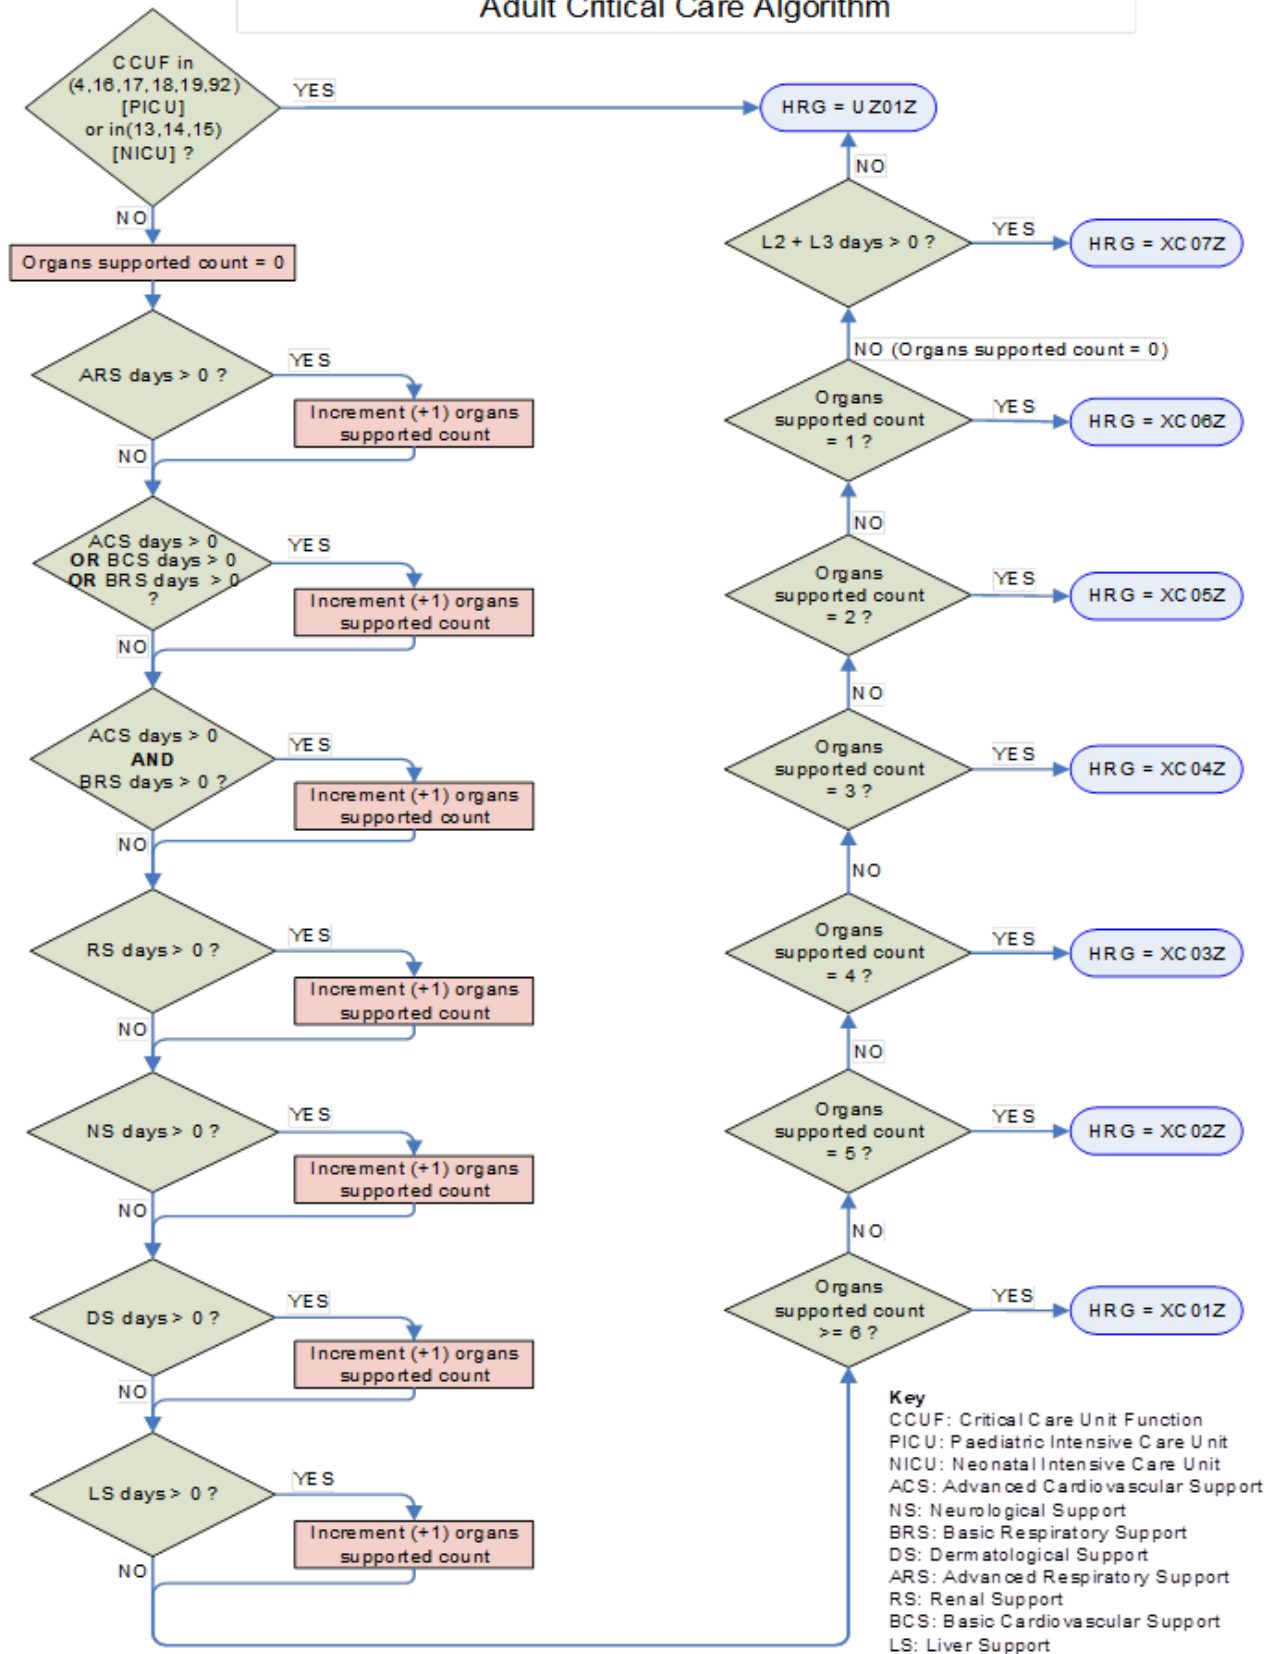 Adult Critical Care Algorithm
CCUF in
(4,16,17,18,19,92)
[PICU]
or in(13,14,15)
[NICU] ?
YES
HRG = UZ01Z
NO
Organs supported count = 0
ARS days > 0 ?
YES
Increment (+1) organs
supported count
NO
ACS days > 0
OR BCS days > 0
OR BRS days > 0
?
YES
Increment (+1) organs
supported count
NO
ACS days > 0
AND
BRS days > 0 ?
YES
Increment (+1) organs
supported count
NO
RS days > 0 ?
YES
Increment (+1) organs
supported count
NO
NS days > 0 ?
YES
Increment (+1) organs
supported count
NO
DS days > 0 ?
YES
Increment (+1) organs
supported count
NO
LS days > 0 ?
YES
Increment (+1) organs
supported count
NO
NO
L2 + L3 days > 0 ?
YES
HRG = XC07Z
NO (Organs supported count = 0)
Organs
supported count
= 1 ?
YES
HRG = XC06Z
NO
Organs
supported count
= 2 ?
YES
HRG = XC05Z
NO
Organs
supported count
= 3 ?
YES
HRG = XC04Z
NO
Organs
supported count
= 4 ?
YES
HRG = XC03Z
NO
Organs
supported count
= 5 ?
YES
HRG = XC02Z
NO
Organs
supported count
>= 6 ?
YES
HRG = XC01Z
Key
CCUF: Critical Care Unit Function
PICU: Paediatric Intensive Care Unit
NICU: Neonatal Intensive Care Unit
ACS: Advanced Cardiovascular Support
NS: Neurological Support
BRS: Basic Respiratory Support
DS: Dermatological Support
ARS: Advanced Respiratory Support
RS: Renal Support
BCS: Basic Cardiovascular Support
LS: Liver Support